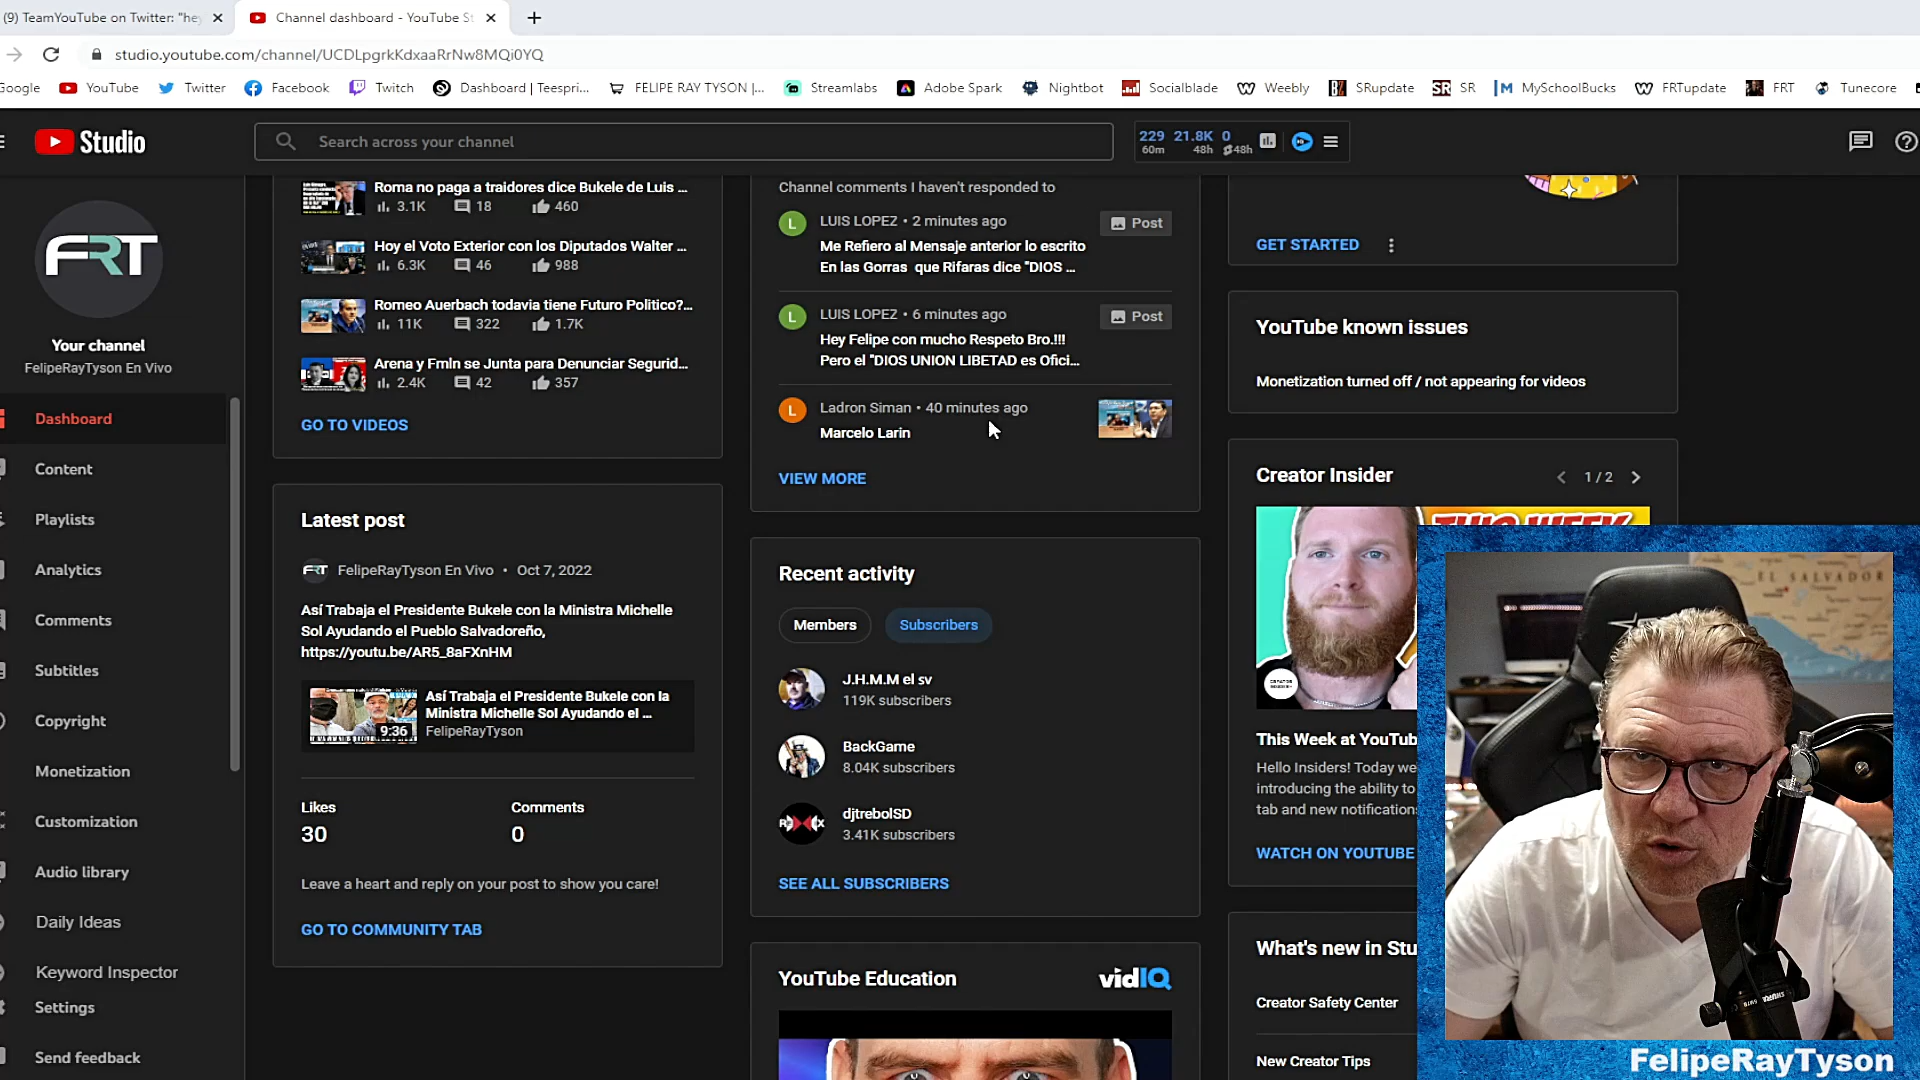 (9) TeamYouTube on Twitter: "hey
Channel dashboard - YouTube St
studio.youtube.com/channel/UCDLpgrkKdxaaRrNw8MQi0YQ
Google YouTube Twitter Facebook Twitch Dashboard | Teespri... FELIPE RAY TYSON |... Streamlabs Adobe Spark Nightbot Socialblade Weebly SRupdate SR MySchoolBucks FRTupdate FRT Tunecore
Studio
Search across your channel
229 21.8K 0
60m 48h 48h
FRT
Your channel
FelipeRayTyson En Vivo
Dashboard
Content
Playlists
Analytics
Comments
Subtitles
Copyright
Monetization
Customization
Audio library
Daily Ideas
Keyword Inspector
Settings
Send feedback
Roma no paga a traidores dice Bukele de Luis ...
3.1K 18 460
Hoy el Voto Exterior con los Diputados Walter ...
6.3K 46 988
Romeo Auerbach todavia tiene Futuro Politico?...
11K 322 1.7K
Arena y Fmln se Junta para Denunciar Segurid...
2.4K 42 357
GO TO VIDEOS
Latest post
FRT FelipeRayTyson En Vivo • Oct 7, 2022
Así Trabaja el Presidente Bukele con la Ministra Michelle
Sol Ayudando el Pueblo Salvadoreño,
https://youtu.be/AR5_8aFXnHM
Así Trabaja el Presidente Bukele con la
Ministra Michelle Sol Ayudando el ...
9:36
FelipeRayTyson
Likes Comments
30 0
Leave a heart and reply on your post to show you care!
GO TO COMMUNITY TAB
Channel comments I haven't responded to
L LUIS LOPEZ • 2 minutes ago
Post
Me Refiero al Mensaje anterior lo escrito
En las Gorras que Rifaras dice "DIOS ...
L LUIS LOPEZ • 6 minutes ago
Post
Hey Felipe con mucho Respeto Bro.!!!
Pero el "DIOS UNION LIBETAD es Ofici...
L Ladron Siman • 40 minutes ago
Marcelo Larin
VIEW MORE
Recent activity
Members Subscribers
J.H.M.M el sv
119K subscribers
BackGame
8.04K subscribers
djtrebolSD
3.41K subscribers
SEE ALL SUBSCRIBERS
YouTube Education
vidIQ
GET STARTED
YouTube known issues
Monetization turned off / not appearing for videos
Creator Insider
1 / 2
THIS WEEK
This Week at YouTub
Hello Insiders! Today we
introducing the ability to
tab and new notifications
WATCH ON YOUTUBE
What's new in Stu
Creator Safety Center
New Creator Tips
EL SALVADOR
SHURE
FelipeRayTyson